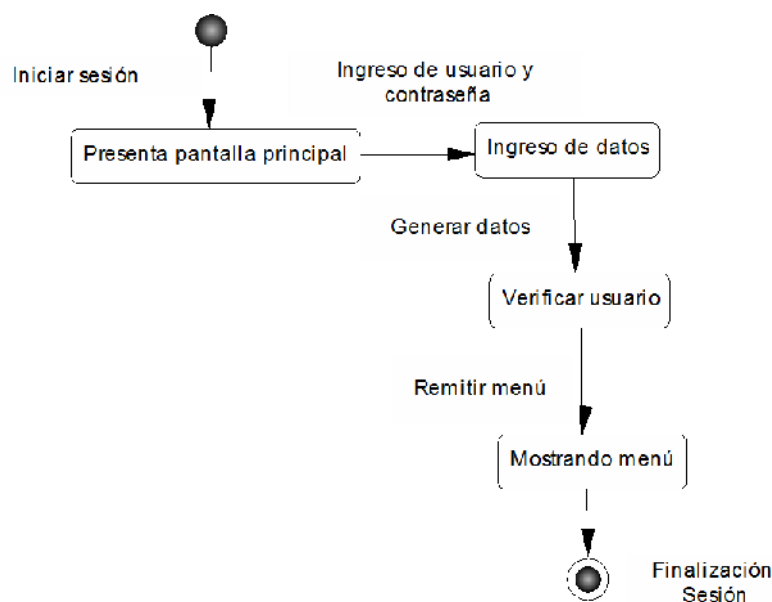 Iniciar sesión
Ingreso de usuario y
contraseña
Presenta pantalla principal
Ingreso de datos
Generar datos
Verificar usuario
Remitir menú
Mostrando menú
Finalización
Sesión